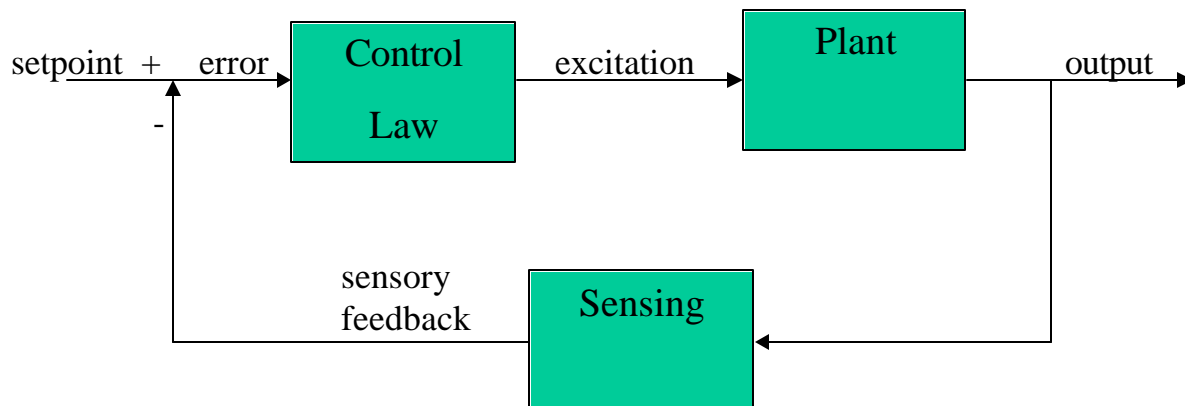 setpoint + error
Control
Law
excitation
Plant
output
-
sensory
feedback
Sensing